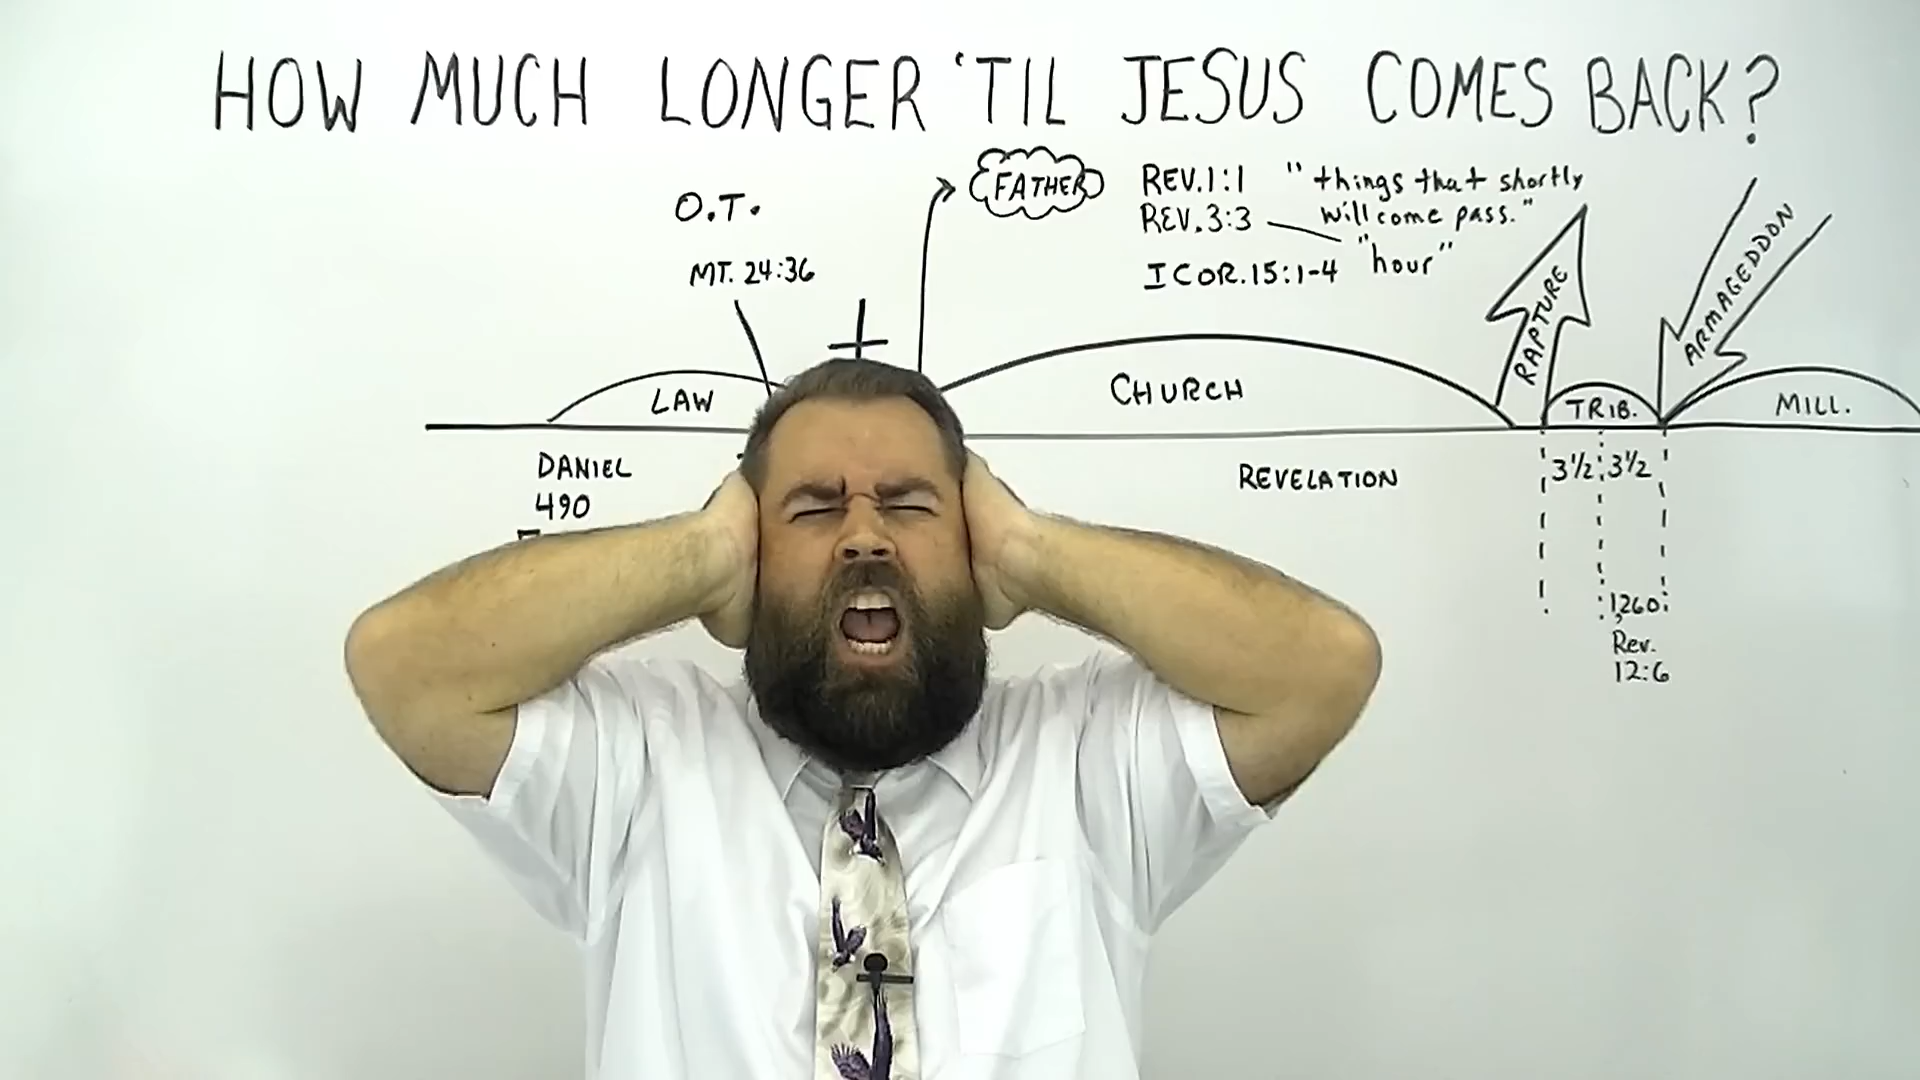 HOW MUCH LONGER 'TIL JESUS COMES BACK?
O.T.
MT. 24:36
FATHER
REV. 1:1 "things that shortly
will come pass."
REV. 3:3 "hour"
I COR. 15:1-4
RAPTURE
ARMAGEDDON
LAW
CHURCH
TRIB.
MILL.
DANIEL
490
REVELATION
3½ 3½
1,260
Rev.
12:6